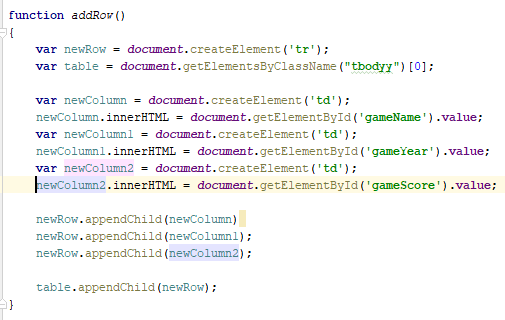 function addRow()
{
var newRow = document.createElement('tr');
var table = document.getElementsByClassName("tbodyy")[0];
var newColumn = document.createElement('td');
newColumn.innerHTML = document.getElementById('gameName').value;
var newColumn1 = document.createElement('td');
newColumn1.innerHTML = document.getElementById('gameYear').value;
var newColumn2 = document.createElement('td');
newColumn2.innerHTML = document.getElementById('gameScore').value;
newRow.appendChild(newColumn)
newRow.appendChild(newColumn1);
newRow.appendChild(newColumn2);
table.appendChild(newRow);
}